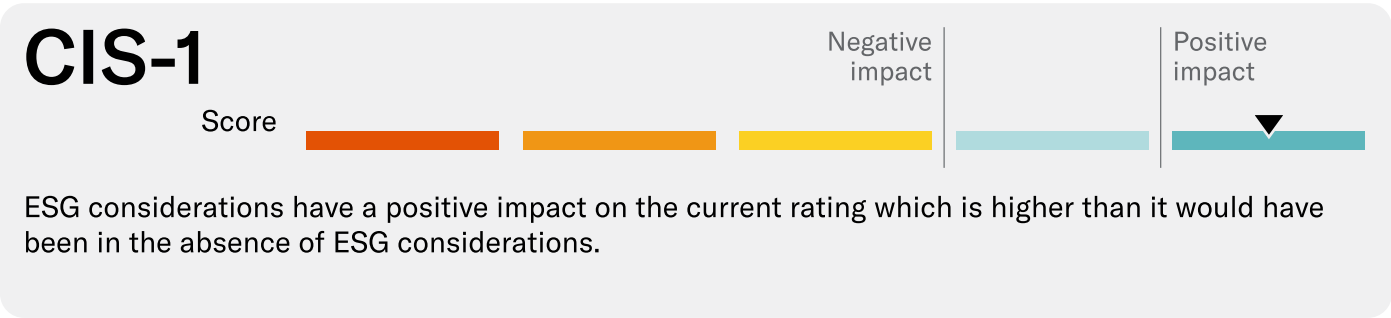 CIS-1
Negative
impact
Positive
impact
Score
ESG considerations have a positive impact on the current rating which is higher than it would have
been in the absence of ESG considerations.